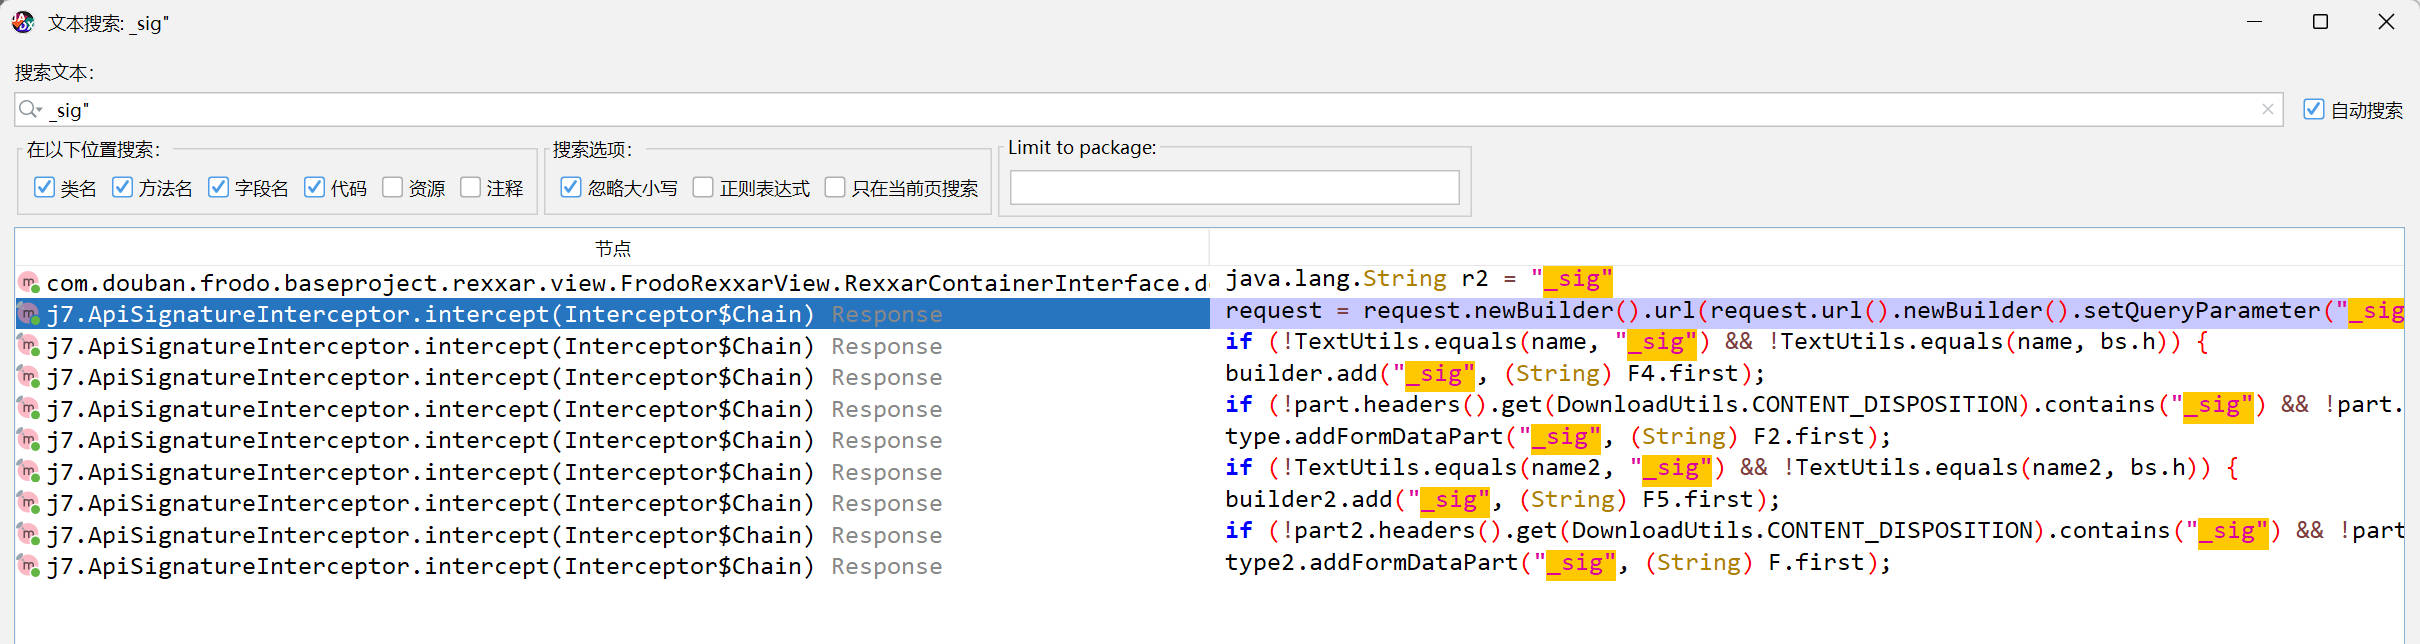 文本搜索: _sig"
搜索文本:
_sig"
自动搜索
在以下位置搜索:
类名 方法名 字段名 代码 资源 注释
搜索选项:
忽略大小写 正则表达式 只在当前页搜索
Limit to package:
节点
com.douban.frodo.baseproject.rexxar.view.FrodoRexxarView.RexxarContainerInterface.d java.lang.String r2 = "_sig"
j7.ApiSignatureInterceptor.intercept(Interceptor$Chain) Response request = request.newBuilder().url(request.url().newBuilder().setQueryParameter("_sig
j7.ApiSignatureInterceptor.intercept(Interceptor$Chain) Response if (!TextUtils.equals(name, "_sig") && !TextUtils.equals(name, bs.h)) {
j7.ApiSignatureInterceptor.intercept(Interceptor$Chain) Response builder.add("_sig", (String) F4.first);
j7.ApiSignatureInterceptor.intercept(Interceptor$Chain) Response if (!part.headers().get(DownloadUtils.CONTENT_DISPOSITION).contains("_sig") && !part.
j7.ApiSignatureInterceptor.intercept(Interceptor$Chain) Response type.addFormDataPart("_sig", (String) F2.first);
j7.ApiSignatureInterceptor.intercept(Interceptor$Chain) Response if (!TextUtils.equals(name2, "_sig") && !TextUtils.equals(name2, bs.h)) {
j7.ApiSignatureInterceptor.intercept(Interceptor$Chain) Response builder2.add("_sig", (String) F5.first);
j7.ApiSignatureInterceptor.intercept(Interceptor$Chain) Response if (!part2.headers().get(DownloadUtils.CONTENT_DISPOSITION).contains("_sig") && !part
j7.ApiSignatureInterceptor.intercept(Interceptor$Chain) Response type2.addFormDataPart("_sig", (String) F.first);